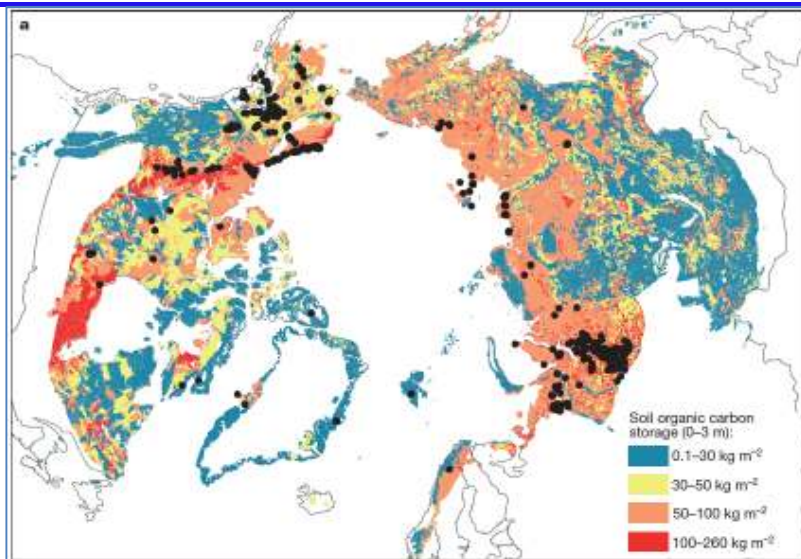 a
Soil organic carbon
storage (0–3 m):
0.1–30 kg m⁻²
30–50 kg m⁻²
50–100 kg m⁻²
100–260 kg m⁻²